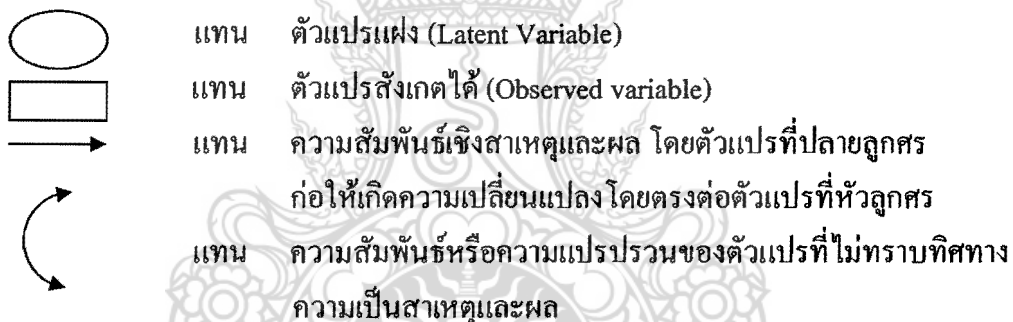 แทน ตัวแปรแฝง (Latent Variable)
แทน ตัวแปรสังเกตได้ (Observed variable)
แทน ความสัมพันธ์เชิงสาเหตุและผล โดยตัวแปรที่ปลายลูกศร
ก่อให้เกิดความเปลี่ยนแปลงโดยตรงต่อตัวแปรที่หัวลูกศร
แทน ความสัมพันธ์หรือความแปรปรวนของตัวแปรที่ไม่ทราบทิศทาง
ความเป็นสาเหตุและผล